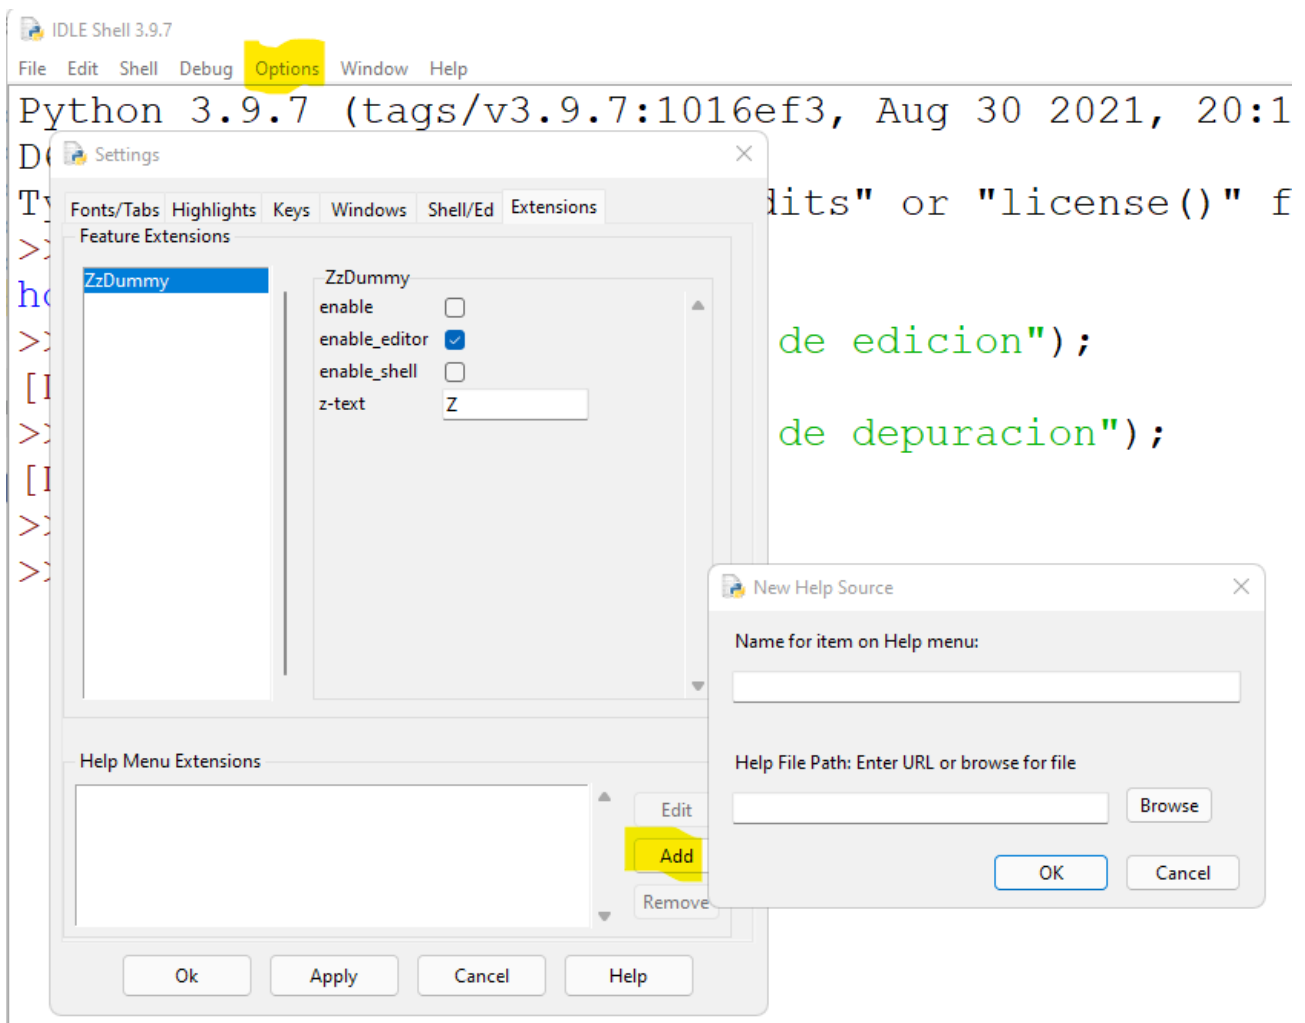 IDLE Shell 3.9.7
File Edit Shell Debug Options Window Help
Python 3.9.7 (tags/v3.9.7:1016ef3, Aug 30 2021, 20:1
Settings
dits" or "license()" f
Fonts/Tabs Highlights Keys Windows Shell/Ed Extensions
Feature Extensions
ZzDummy
ZzDummy
enable
enable_editor
enable_shell
z-text Z
>>
ho
>> de edicion");
>> de depuracion");
>>
>>
New Help Source
Name for item on Help menu:
Help File Path: Enter URL or browse for file
Browse
OK Cancel
Help Menu Extensions
Edit
Add
Remove
Ok Apply Cancel Help